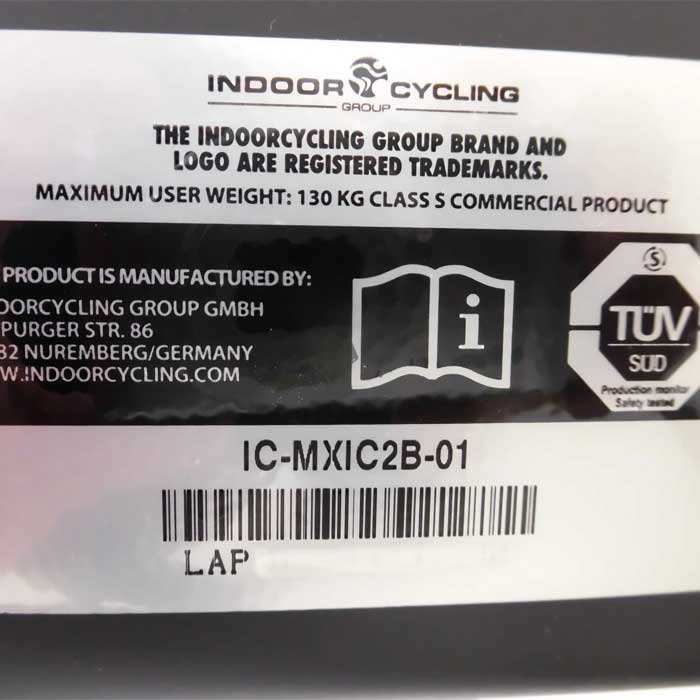 INDOOR CYCLING
GROUP
THE INDOORCYCLING GROUP BRAND AND
LOGO ARE REGISTERED TRADEMARKS.
MAXIMUM USER WEIGHT: 130 KG CLASS S COMMERCIAL PRODUCT
PRODUCT IS MANUFACTURED BY:
OORCYCLING GROUP GMBH
PURGER STR. 86
82 NUREMBERG/GERMANY
W.INDOORCYCLING.COM
i
S
TÜV
SÜD
Production monitor
Safety tested
IC-MXIC2B-01
LAP